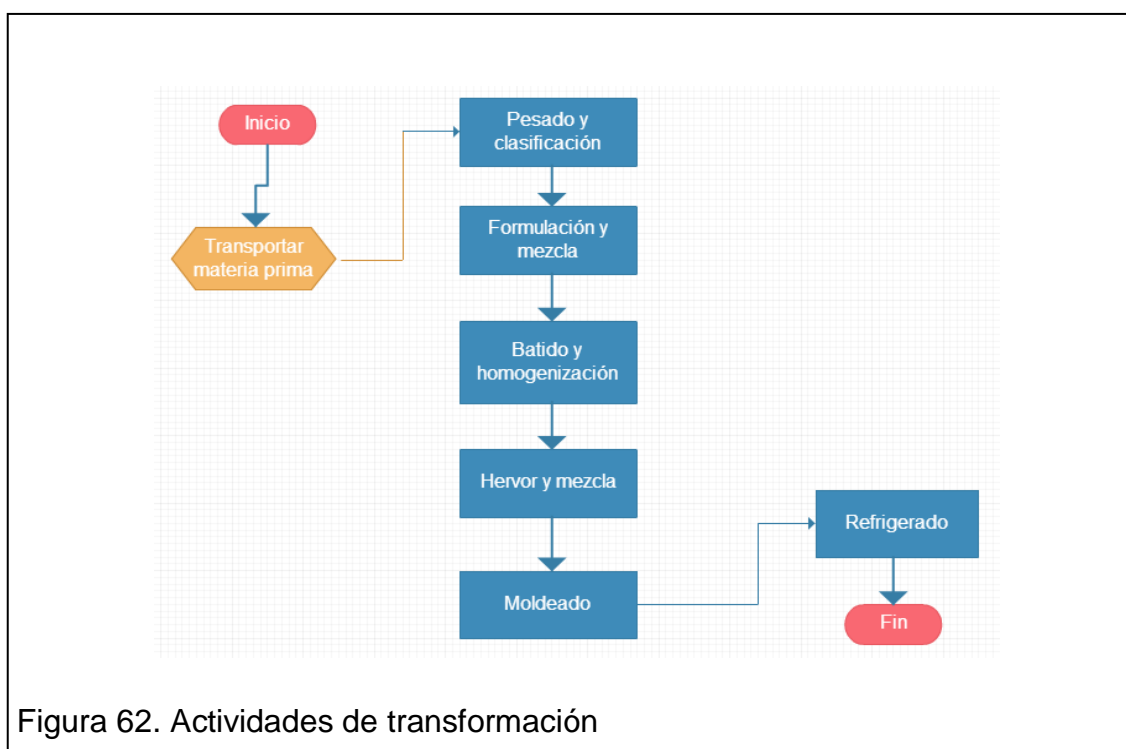 Inicio
Transportar
materia prima
Pesado y
clasificación
Formulación y
mezcla
Batido y
homogenización
Hervor y mezcla
Moldeado
Refrigerado
Fin
Figura 62. Actividades de transformación